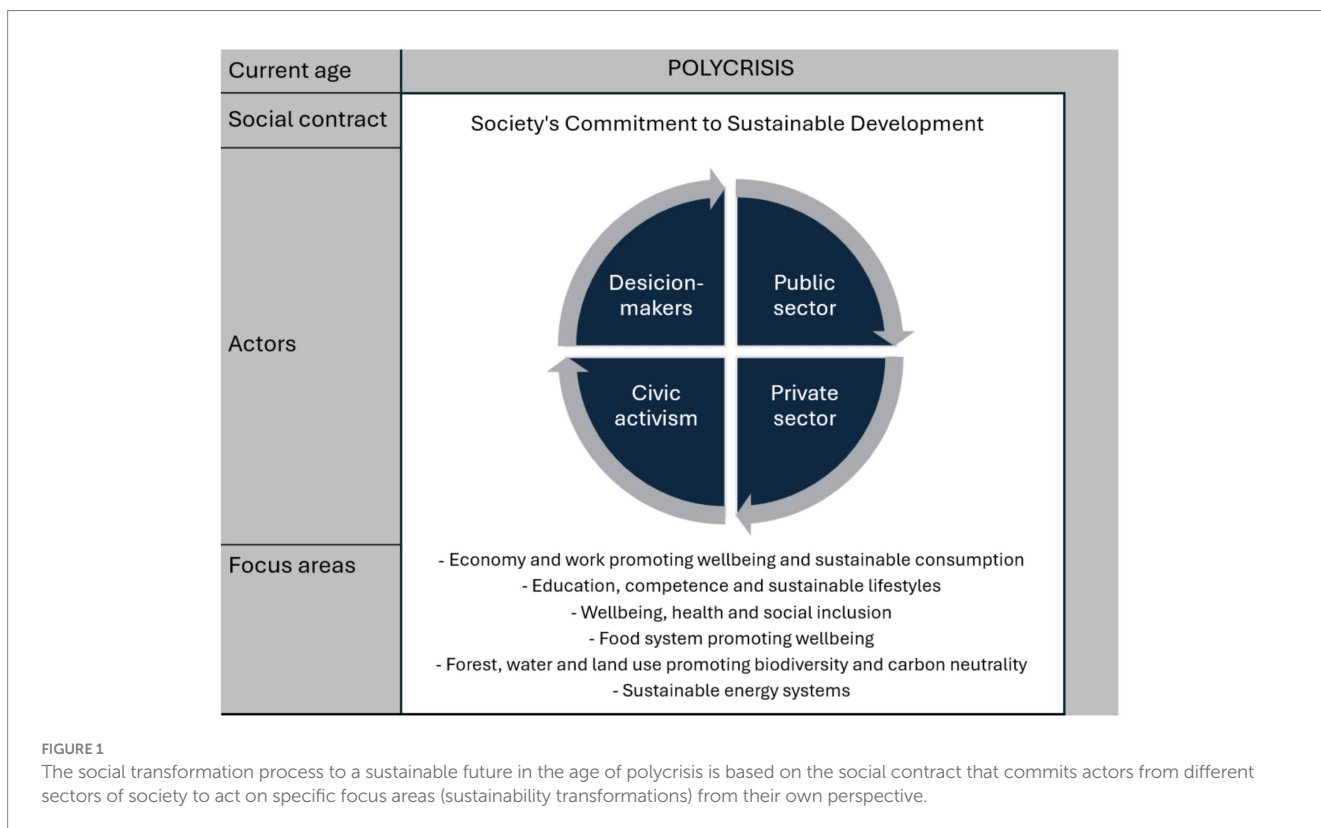 Current age
POLYCRISIS
Social contract
Society's Commitment to Sustainable Development
Actors
Desicion-
makers
Public
sector
Civic
activism
Private
sector
Focus areas
- Economy and work promoting wellbeing and sustainable consumption
- Education, competence and sustainable lifestyles
- Wellbeing, health and social inclusion
- Food system promoting wellbeing
- Forest, water and land use promoting biodiversity and carbon neutrality
- Sustainable energy systems
FIGURE 1
The social transformation process to a sustainable future in the age of polycrisis is based on the social contract that commits actors from different
sectors of society to act on specific focus areas (sustainability transformations) from their own perspective.